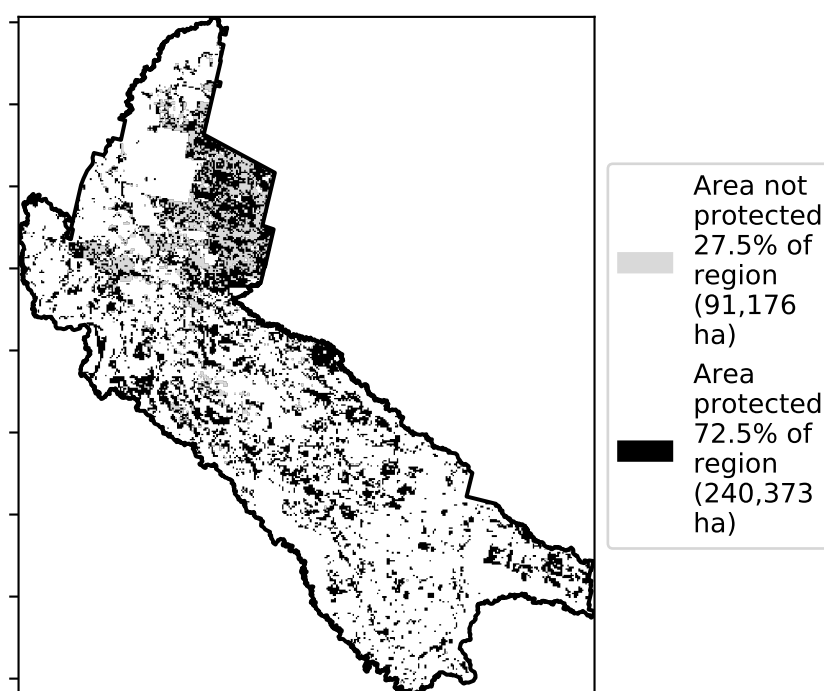 Area not
protected
27.5% of
region
(91,176
ha)
Area
protected
72.5% of
region
(240,373
ha)